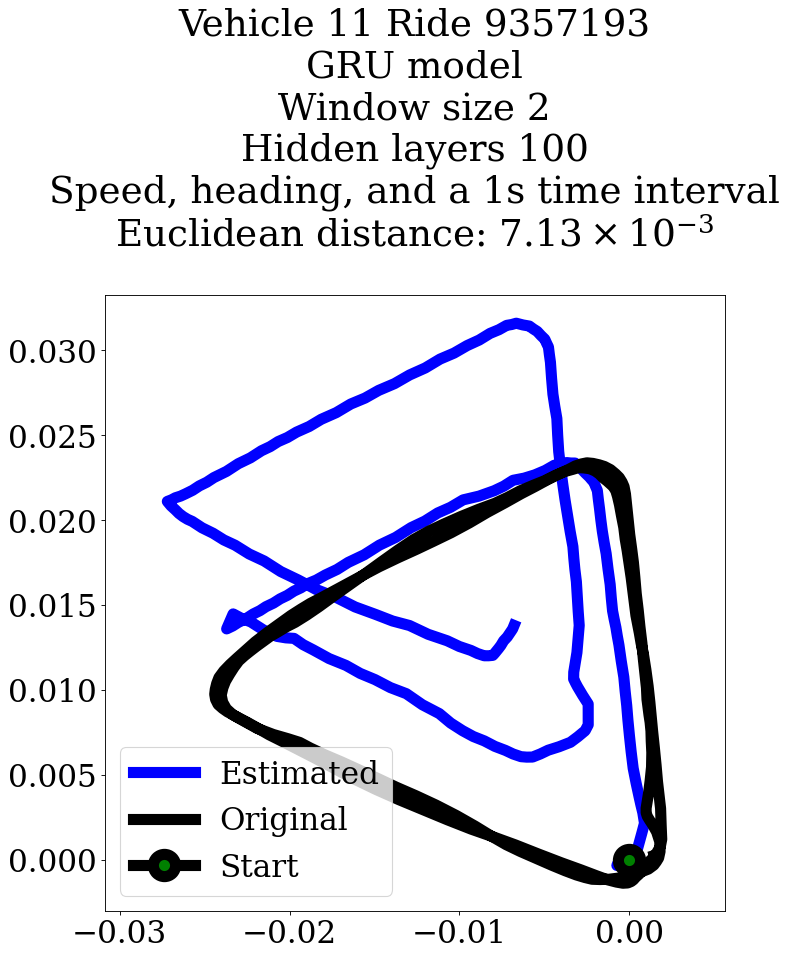 Vehicle 11 Ride 9357193
GRU model
Window size 2
Hidden layers 100
Speed, heading, and a 1s time interval
Euclidean distance: 7.13 × 10⁻³
0.030
0.025
0.020
0.015
0.010
0.005
0.000
Estimated
Original
Start
−0.03
−0.02
−0.01
0.00